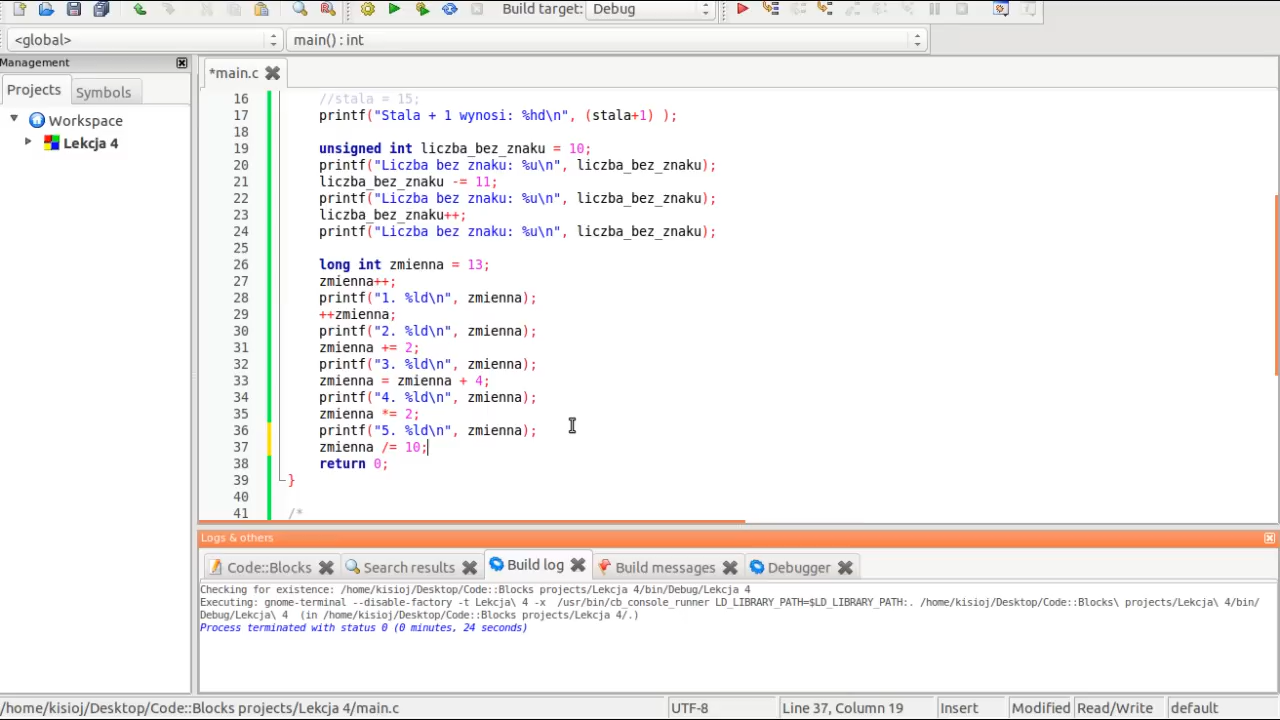 Build target: Debug
<global> main() : int
Management
*main.c
Projects Symbols
Workspace
Lekcja 4
16 //stala = 15;
17 printf("Stala + 1 wynosi: %hd\n", (stala+1) );
18
19 unsigned int liczba_bez_znaku = 10;
20 printf("Liczba bez znaku: %u\n", liczba_bez_znaku);
21 liczba_bez_znaku -= 11;
22 printf("Liczba bez znaku: %u\n", liczba_bez_znaku);
23 liczba_bez_znaku++;
24 printf("Liczba bez znaku: %u\n", liczba_bez_znaku);
25
26 long int zmienna = 13;
27 zmienna++;
28 printf("1. %ld\n", zmienna);
29 ++zmienna;
30 printf("2. %ld\n", zmienna);
31 zmienna += 2;
32 printf("3. %ld\n", zmienna);
33 zmienna = zmienna + 4;
34 printf("4. %ld\n", zmienna);
35 zmienna *= 2;
36 printf("5. %ld\n", zmienna);
37 zmienna /= 10;
38 return 0;
39 }
40
41 /*
Logs & others
Code::Blocks Search results Build log Build messages Debugger
Checking for existence: /home/kisioj/Desktop/Code::Blocks projects/Lekcja 4/bin/Debug/Lekcja 4
Executing: gnome-terminal --disable-factory -t Lekcja\ 4 -x /usr/bin/cb_console_runner LD_LIBRARY_PATH=$LD_LIBRARY_PATH:. /home/kisioj/Desktop/Code::Blocks\ projects/Lekcja\ 4/bin/
Debug/Lekcja\ 4 (in /home/kisioj/Desktop/Code::Blocks projects/Lekcja 4/.)
Process terminated with status 0 (0 minutes, 24 seconds)
/home/kisioj/Desktop/Code::Blocks projects/Lekcja 4/main.c UTF-8 Line 37, Column 19 Insert Modified Read/Write default